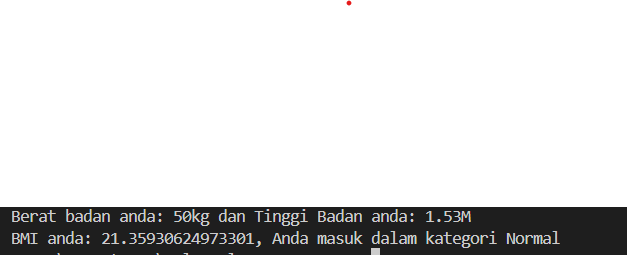 Berat badan anda: 50kg dan Tinggi Badan anda: 1.53M
BMI anda: 21.35930624973301, Anda masuk dalam kategori Normal